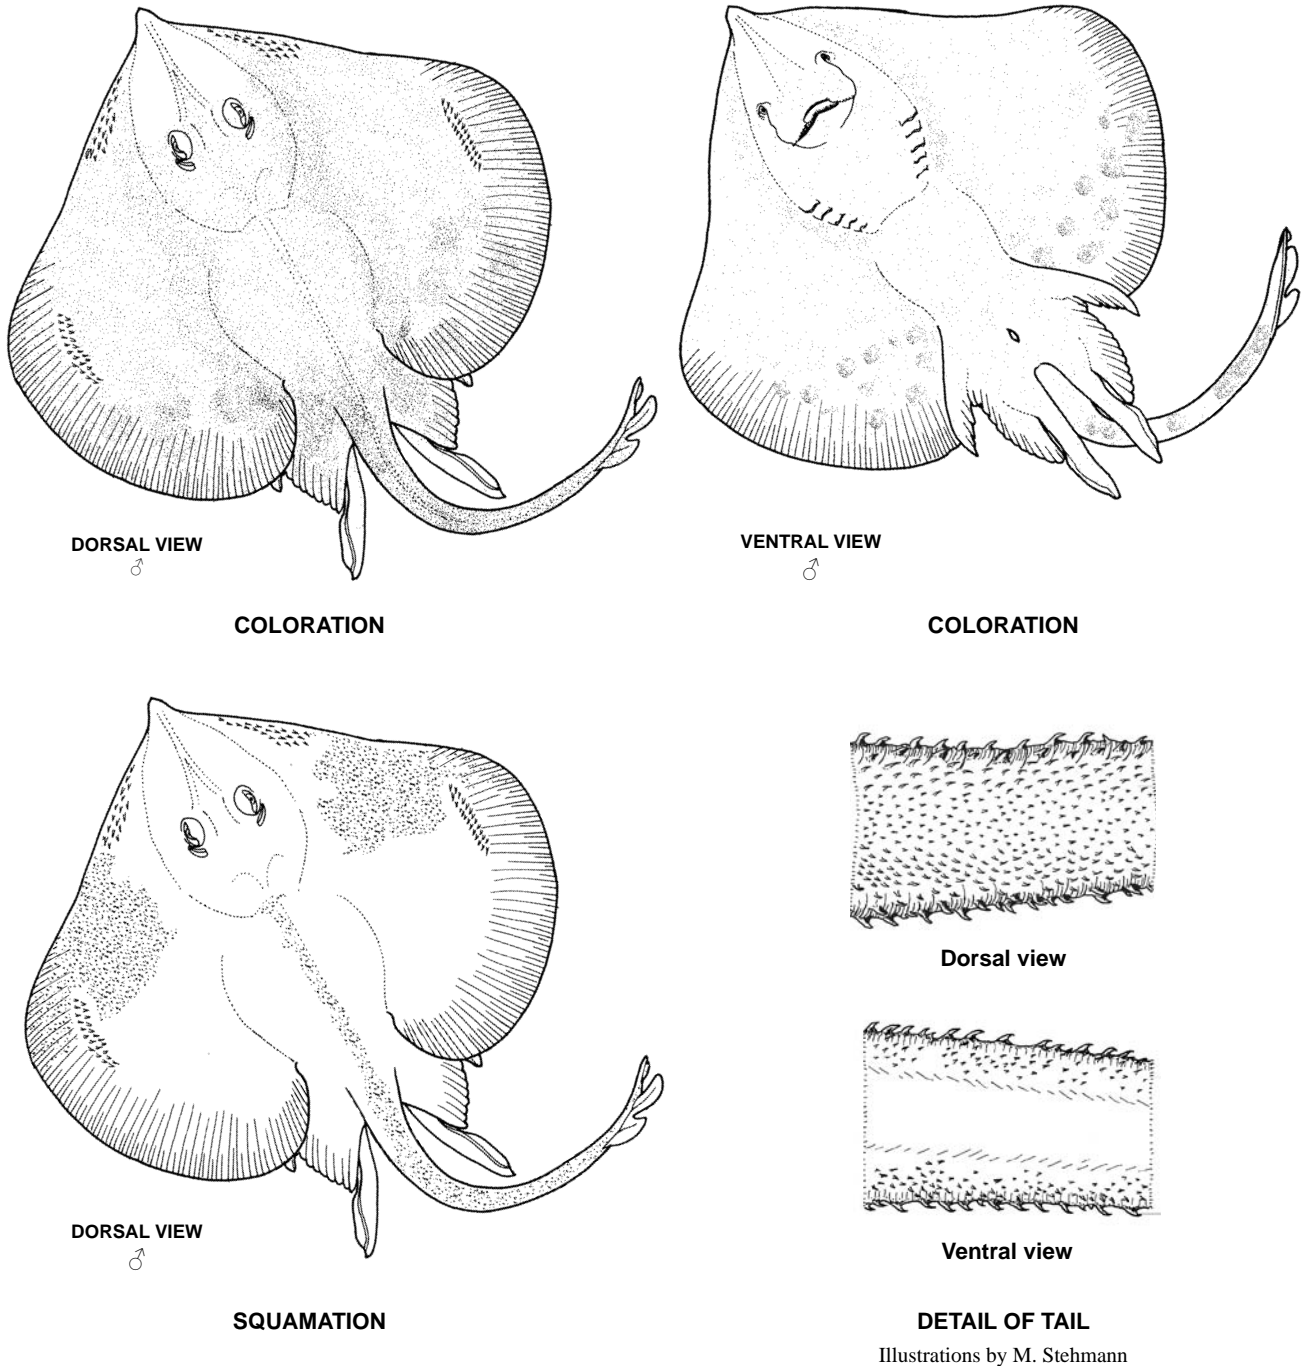 DORSAL VIEW
♂
COLORATION
VENTRAL VIEW
♂
COLORATION
DORSAL VIEW
♂
SQUAMATION
Dorsal view
Ventral view
DETAIL OF TAIL
Illustrations by M. Stehmann